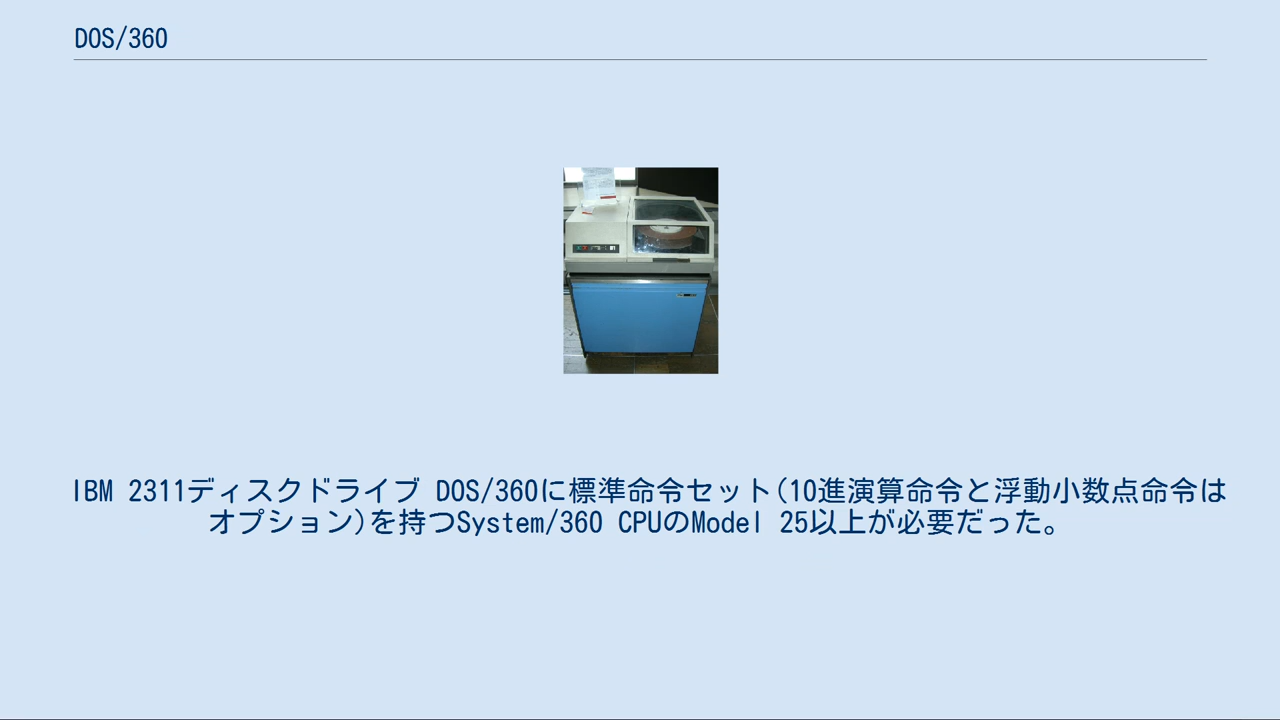 DOS/360
IBM 2311ディスクドライブ DOS/360に標準命令セット(10進演算命令と浮動小数点命令は
オプション)を持つSystem/360 CPUのModel 25以上が必要だった。